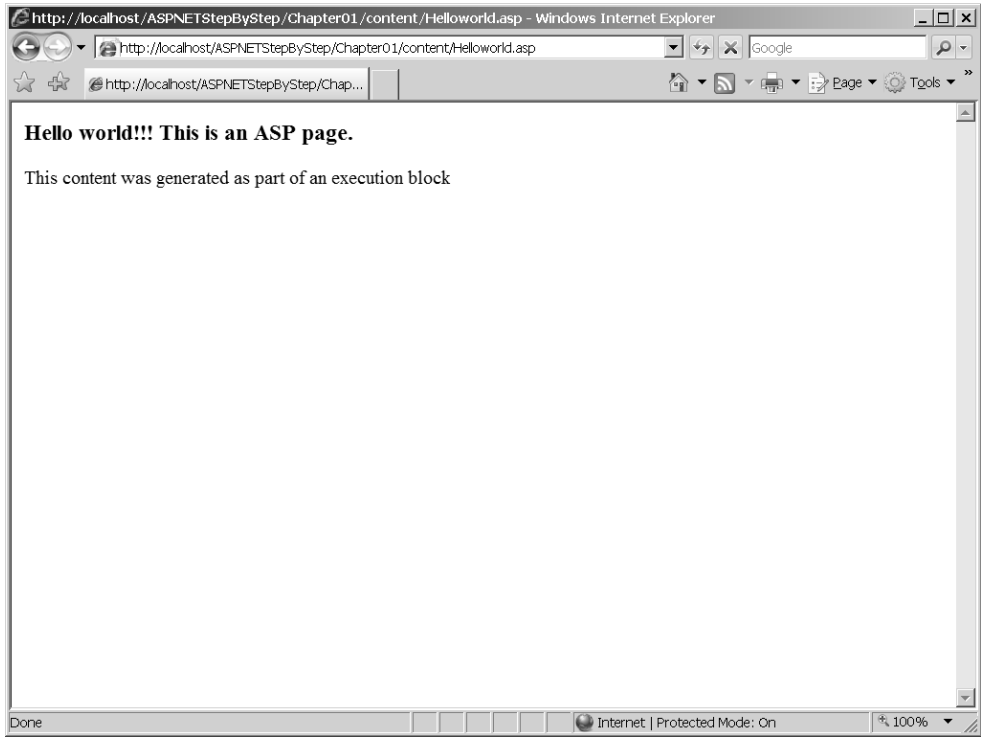 http://localhost/ASPNETStepByStep/Chapter01/content/Helloworld.asp - Windows Internet Explorer
http://localhost/ASPNETStepByStep/Chapter01/content/Helloworld.asp
Google
http://localhost/ASPNETStepByStep/Chap...
Page
Tools
Hello world!!! This is an ASP page.
This content was generated as part of an execution block
Done
Internet | Protected Mode: On
100%